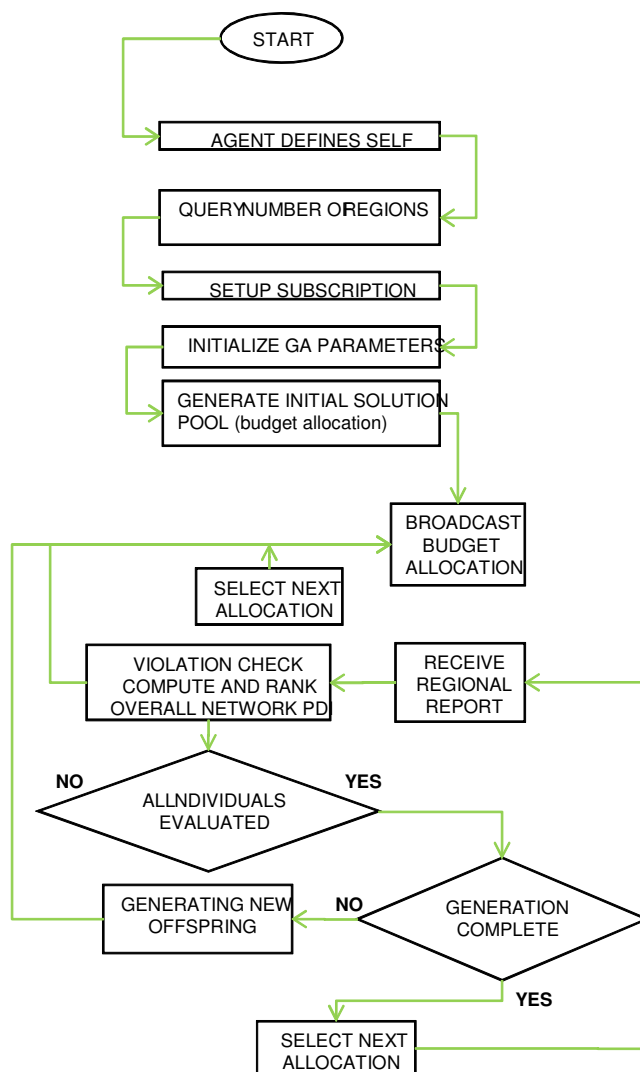 START
AGENT DEFINES SELF
QUERYNUMBER OFREGIONS
SETUP SUBSCRIPTION
INITIALIZE GA PARAMETERS
GENERATE INITIAL SOLUTION
POOL (budget allocation)
BROADCAST
BUDGET
ALLOCATION
SELECT NEXT
ALLOCATION
VIOLATION CHECK
COMPUTE AND RANK
OVERALL NETWORK PDI
RECEIVE
REGIONAL
REPORT
NO
YES
ALLNDIVIDUALS
EVALUATED
GENERATING NEW
OFFSPRING
NO
GENERATION
COMPLETE
YES
SELECT NEXT
ALLOCATION